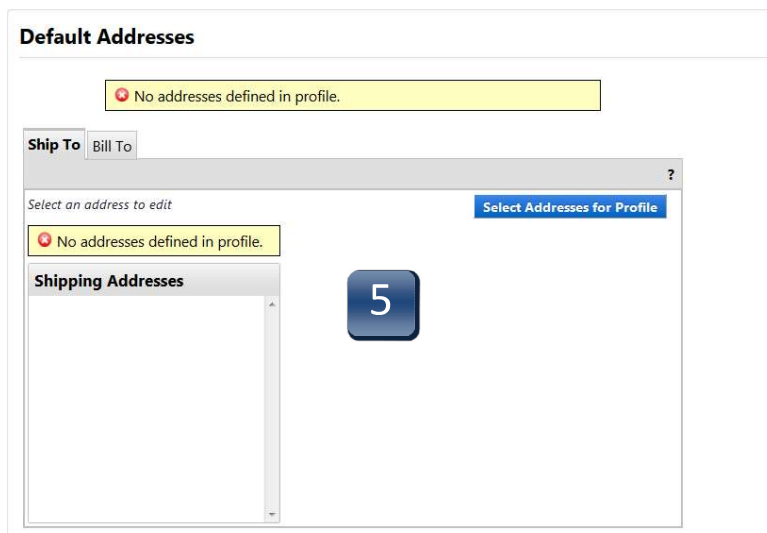 Default Addresses
No addresses defined in profile.
Ship To Bill To
?
Select an address to edit
Select Addresses for Profile
No addresses defined in profile.
Shipping Addresses
5